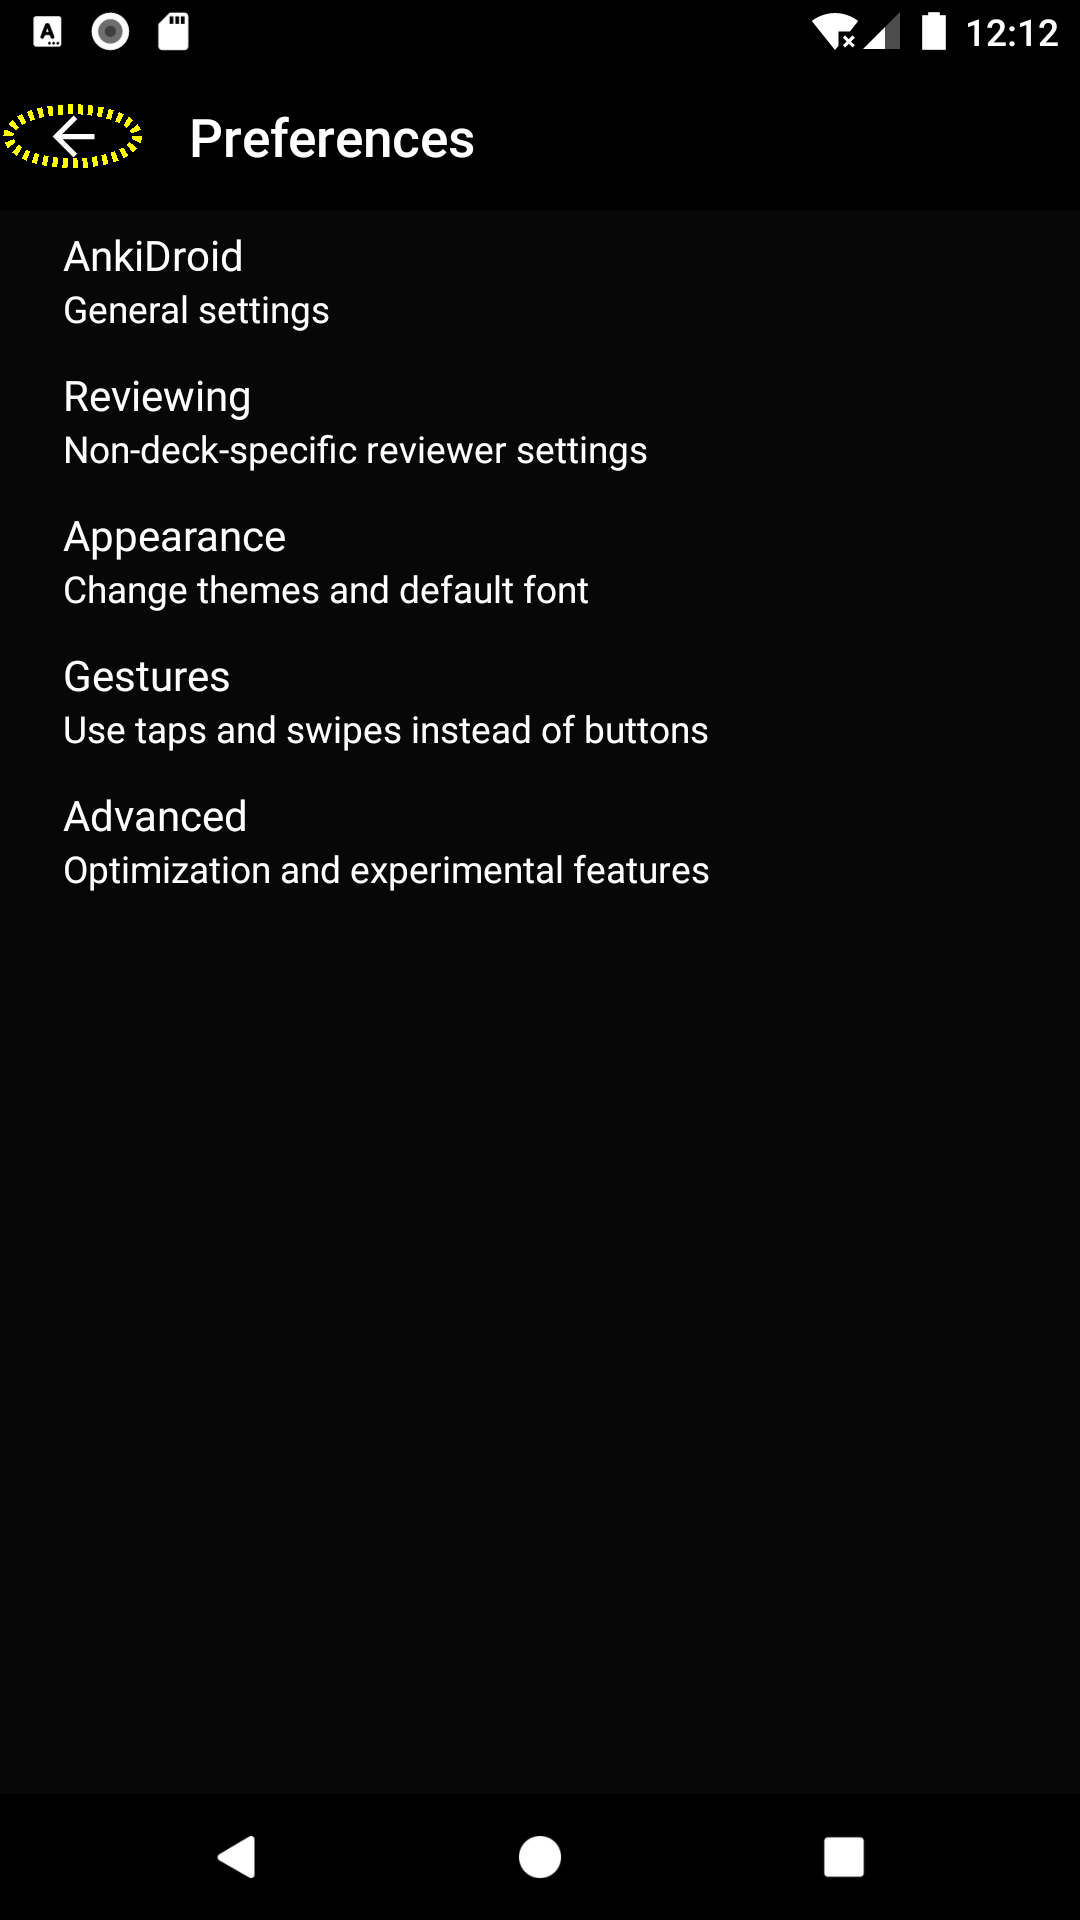 12:12
Preferences
AnkiDroid
General settings
Reviewing
Non-deck-specific reviewer settings
Appearance
Change themes and default font
Gestures
Use taps and swipes instead of buttons
Advanced
Optimization and experimental features